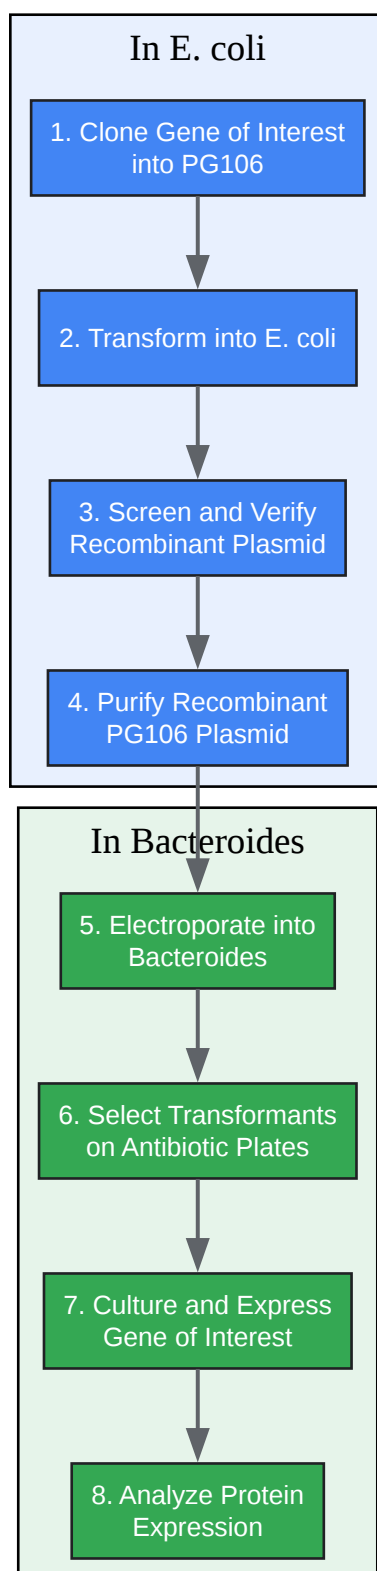 In E. coli
1. Clone Gene of Interest
into PG106
2. Transform into E. coli
3. Screen and Verify
Recombinant Plasmid
4. Purify Recombinant
PG106 Plasmid
In Bacteroides
5. Electroporate into
Bacteroides
6. Select Transformants
on Antibiotic Plates
7. Culture and Express
Gene of Interest
8. Analyze Protein
Expression